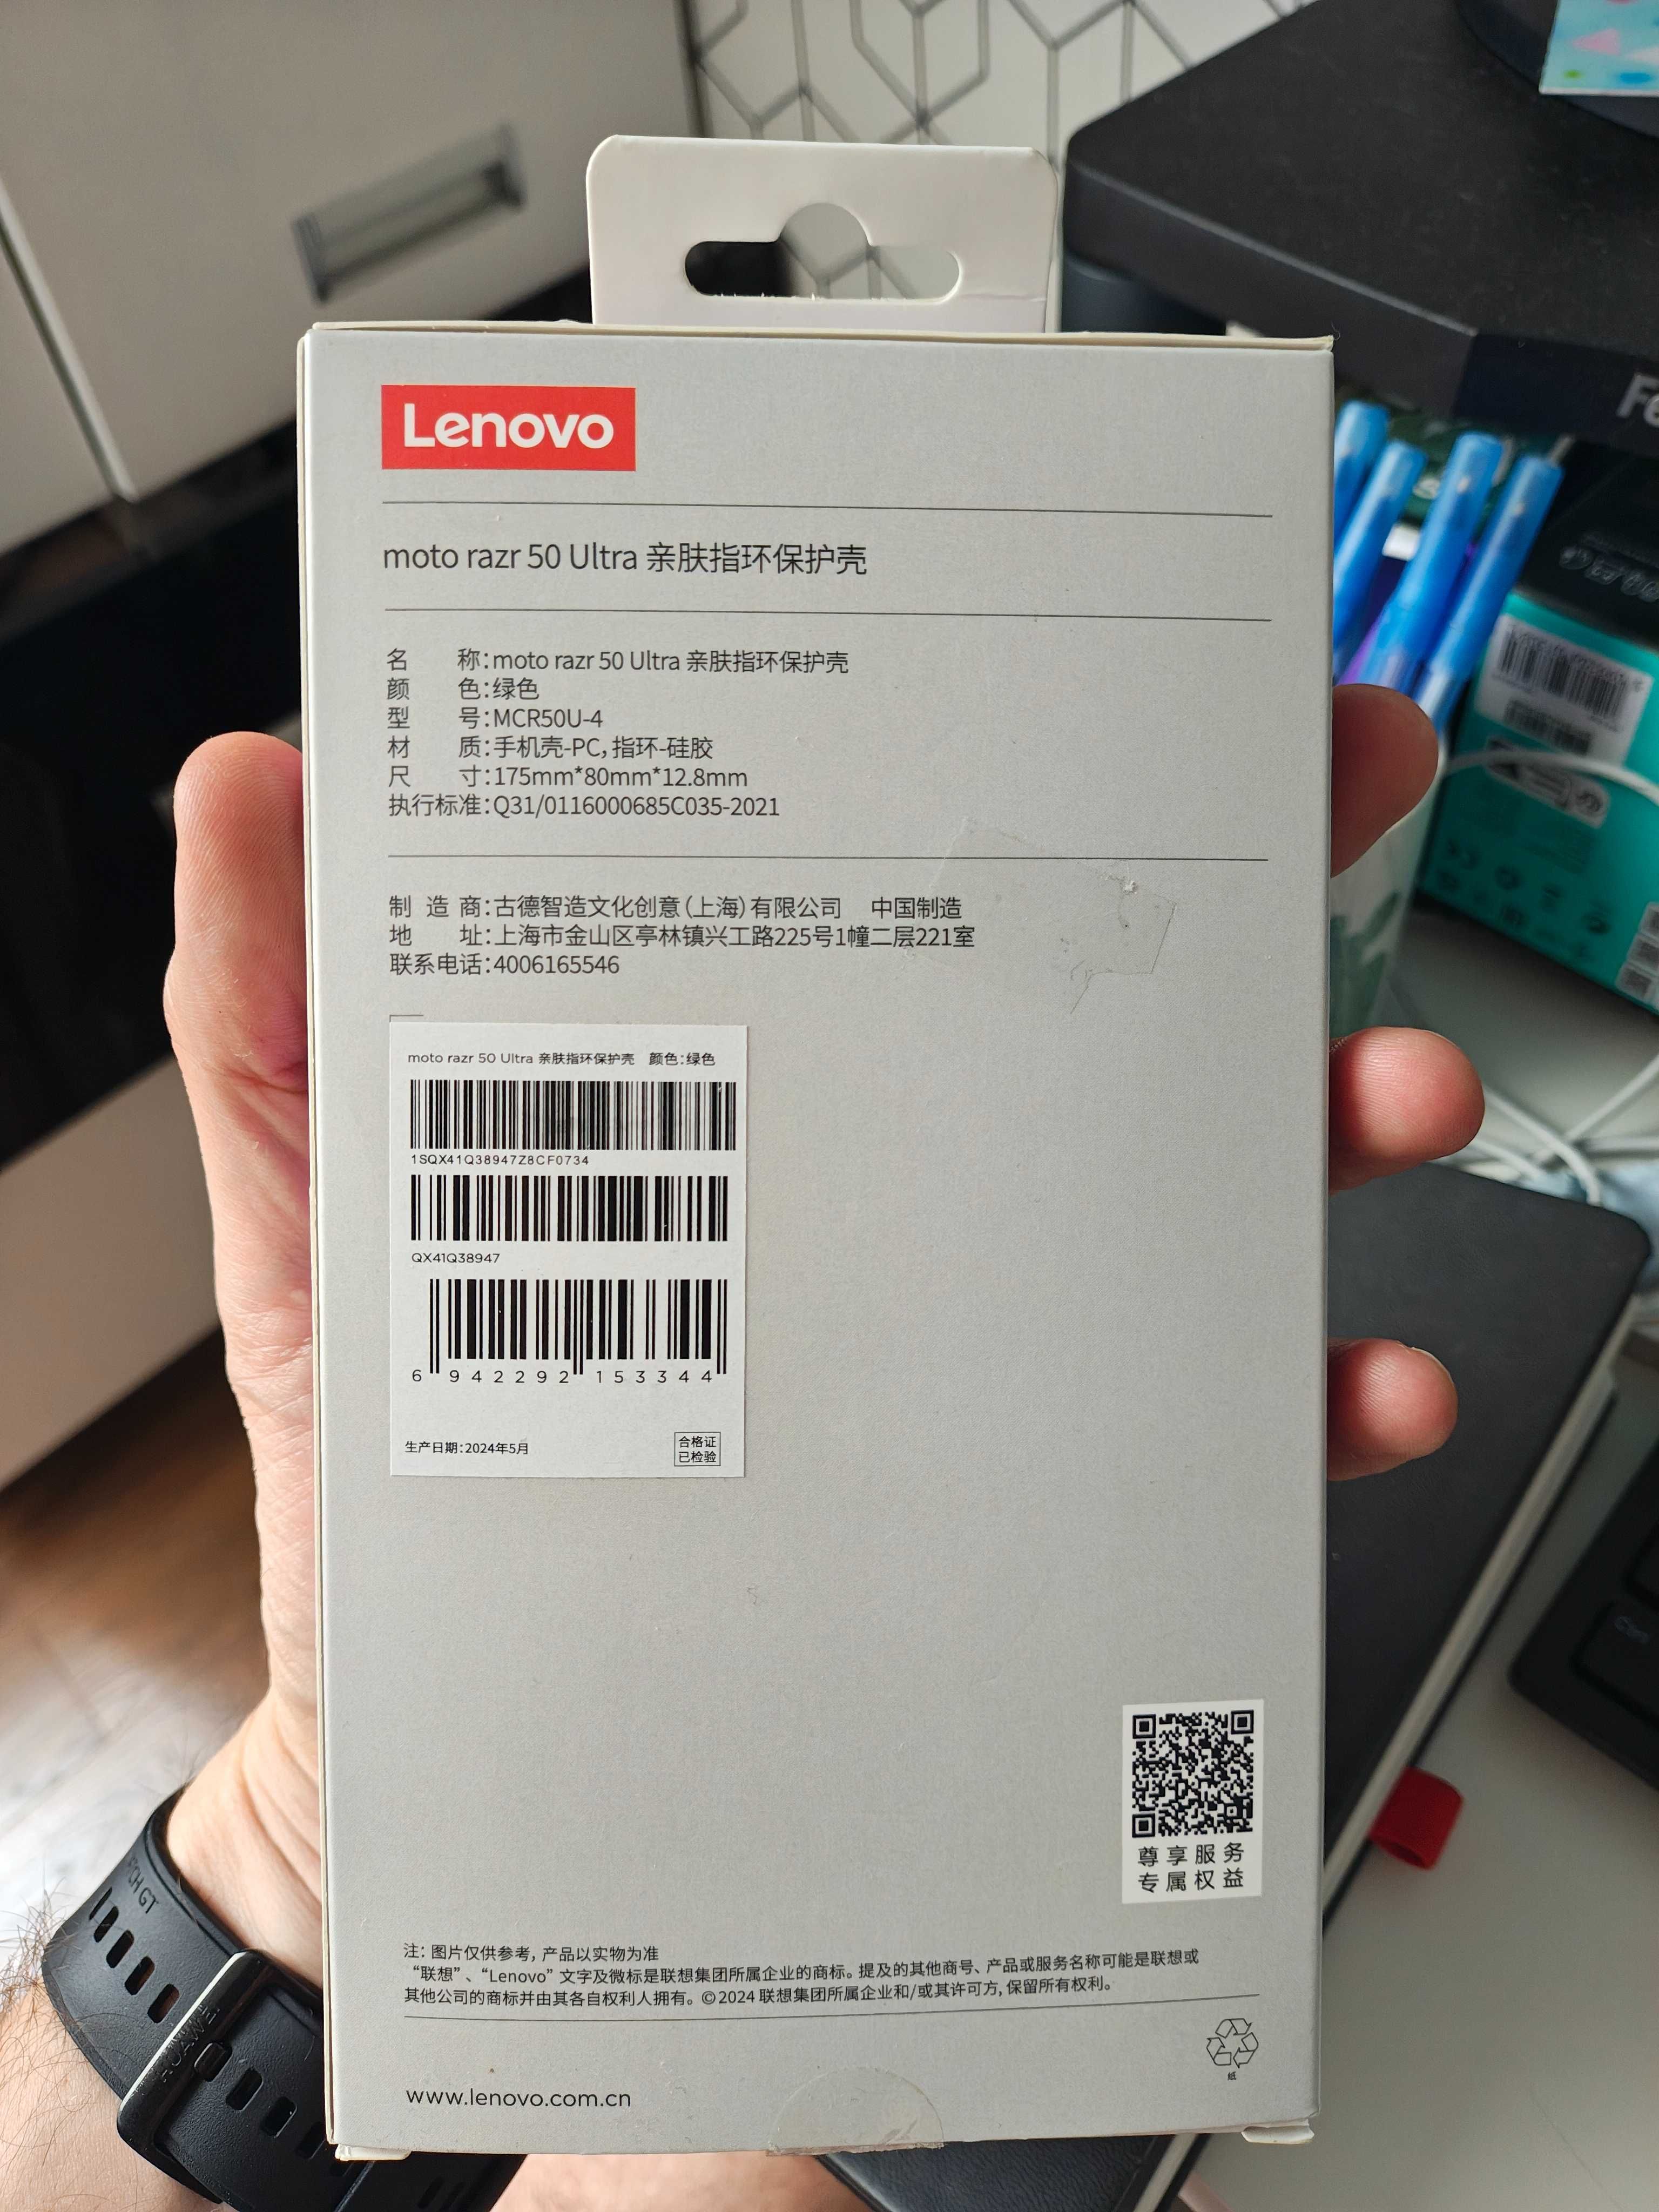 Lenovo
moto razr 50 Ultra 亲肤指环保护壳
名 称:moto razr 50 Ultra 亲肤指环保护壳
颜 色:绿色
型 号:MCR50U-4
材 质:手机壳-PC,指环-硅胶
尺 寸:175mm*80mm*12.8mm
执行标准:Q31/0116000685C035-2021
制 造 商:古德智造文化创意(上海)有限公司 中国制造
地 址:上海市金山区亭林镇兴工路225号1幢二层221室
联系电话:4006165546
moto razr 50 Ultra 亲肤指环保护壳 颜色:绿色
1SQX41Q38947Z8CF0734
QX41Q38947
6 942292 153344
生产日期:2024年5月
合格证
已检验
尊享服务
专属权益
注: 图片仅供参考, 产品以实物为准
“联想”、“Lenovo” 文字及微标是联想集团所属企业的商标。提及的其他商号、产品或服务名称可能是联想或
其他公司的商标并由其各自权利人拥有。©2024 联想集团所属企业和/或其许可方, 保留所有权利。
纸
www.lenovo.com.cn
HUAWEI
Fe